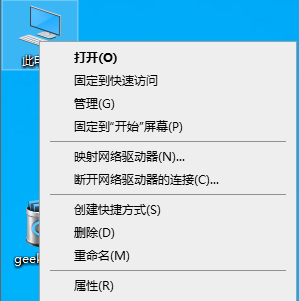 此
打开(O)
固定到快速访问
管理(G)
固定到"开始"屏幕(P)
映射网络驱动器(N)...
断开网络驱动器的连接(C)...
创建快捷方式(S)
删除(D)
重命名(M)
geek
属性(R)